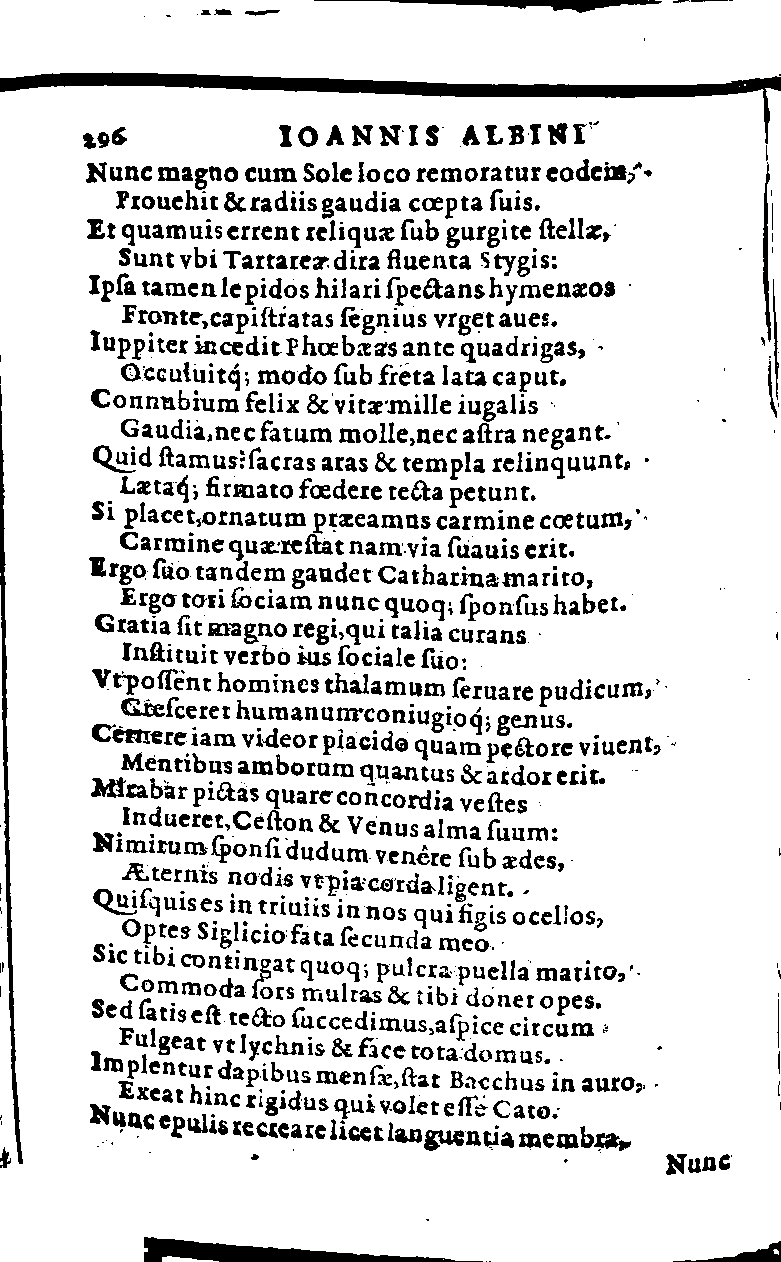 296 IOANNIS ALBINI
Nunc magno cum Sole loco remoratur eodem,
Prouehit & radiis gaudia cœpta ſuis.
Et quamuis errent reliquæ ſub gurgite ſtellæ,
Sunt vbi Tartareæ dira fluenta Stygis:
Ipſa tamen lepidos hilari ſpectans hymenæos
Fronte, capiſtratas ſegnius vrget aues.
Iuppiter incedit Phœbæas ante quadrigas,
Occuluitq́; modo ſub freta lata caput.
Connubium felix & vitæ mille iugalis
Gaudia, nec fatum molle, nec aſtra negant.
Quid ſtamus? ſacras aras & templa relinquunt,
Lætaq́; firmato fœdere tecta petunt.
Si placet, ornatum præeamus carmine cœtum,
Carmine quæ reſtat nam via ſuauis erit.
Ergo ſuo tandem gaudet Catharina marito,
Ergo tori ſociam nunc quoq; ſponſus habet.
Gratia ſit magno regi, qui talia curans
Inſtituit verbo ius ſociale ſuo:
Vt poſſent homines thalamum ſeruare pudicum,
Creſceret humanum coniugioq́; genus.
Cernere iam videor placido quam pectore viuent,
Mentibus amborum quantus & ardor erit.
Mirabar pictas quare concordia veſtes
Indueret, Ceſton & Venus alma ſuum:
Nimirum ſponſi dudum venêre ſub ædes,
Æternis nodis vt pia corda ligent.
Quiſquis es in triuiis in nos qui figis ocellos,
Optes Siglicio fata ſecunda meo.
Sic tibi contingat quoq; pulcra puella marito,
Commoda ſors multas & tibi donet opes.
Sed ſatis eſt tecto ſuccedimus, aſpice circum
Fulgeat vt lychnis & face tota domus.
Implentur dapibus menſæ, ſtat Bacchus in auro,
Exeat hinc rigidus qui volet eſſe Cato.
Nunc epulis recreare licet languentia membra,
Nunc